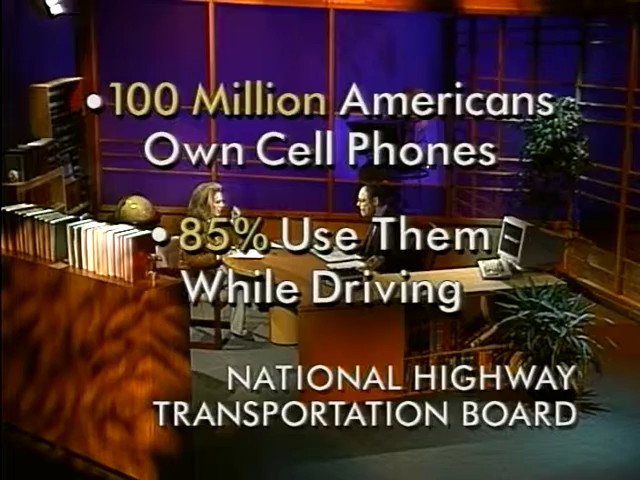 • 100 Million Americans
Own Cell Phones
• 85% Use Them
While Driving
NATIONAL HIGHWAY
TRANSPORTATION BOARD